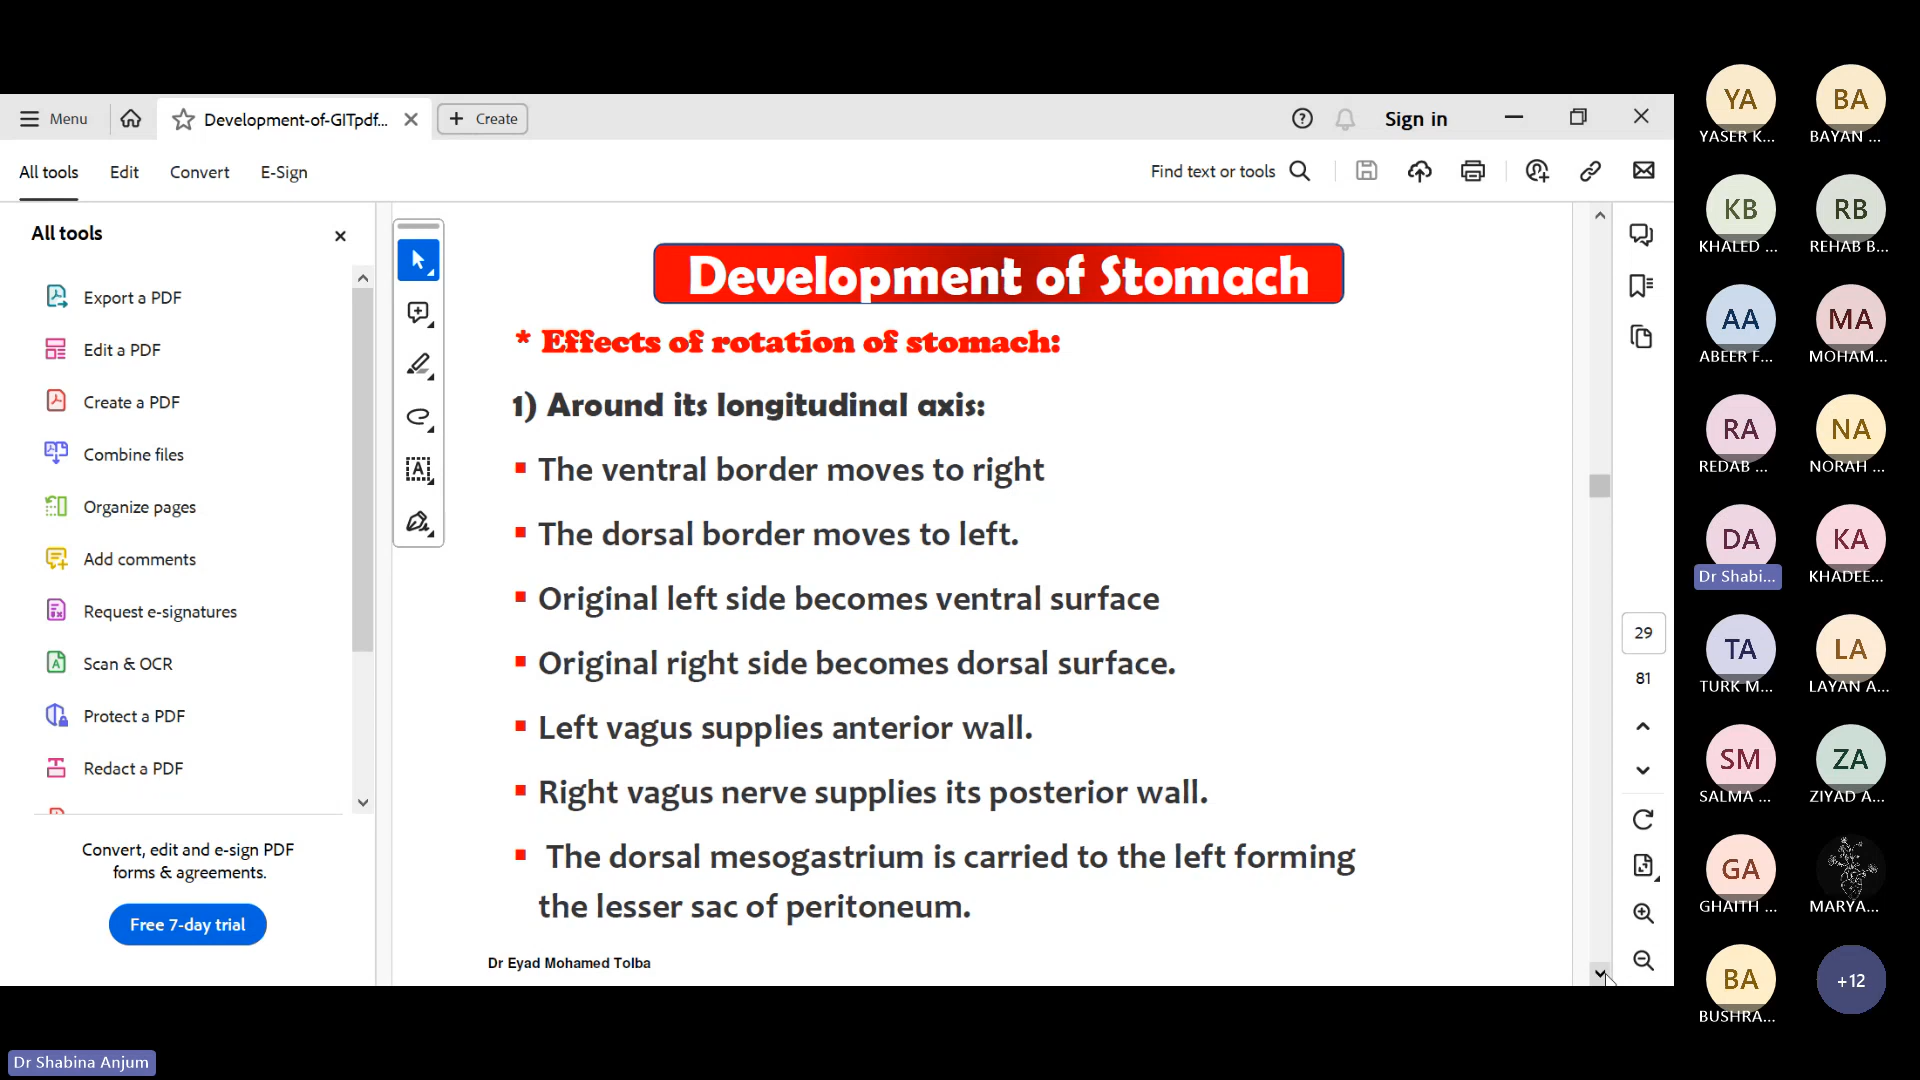 Menu
Development-of-GITpdf...
Create
Sign in
All tools
Edit
Convert
E-Sign
Find text or tools
All tools
Export a PDF
Edit a PDF
Create a PDF
Combine files
Organize pages
Add comments
Request e-signatures
Scan & OCR
Protect a PDF
Redact a PDF
Convert, edit and e-sign PDF
forms & agreements.
Free 7-day trial
Development of Stomach
* Effects of rotation of stomach:
1) Around its longitudinal axis:
▪ The ventral border moves to right
▪ The dorsal border moves to left.
▪ Original left side becomes ventral surface
▪ Original right side becomes dorsal surface.
▪ Left vagus supplies anterior wall.
▪ Right vagus nerve supplies its posterior wall.
▪ The dorsal mesogastrium is carried to the left forming
the lesser sac of peritoneum.
Dr Eyad Mohamed Tolba
29
81
YA
YASER K...
BA
BAYAN ...
KB
KHALED ...
RB
REHAB B...
AA
ABEER F...
MA
MOHAM...
RA
REDAB ...
NA
NORAH ...
DA
Dr Shabi...
KA
KHADEE...
TA
TURK M...
LA
LAYAN A...
SM
SALMA ...
ZA
ZIYAD A...
GA
GHAITH ...
MARYA...
BA
BUSHRA...
+12
Dr Shabina Anjum